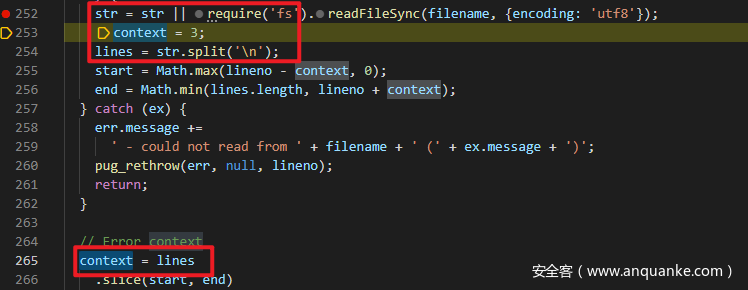 252 str = str || require('fs').readFileSync(filename, {encoding: 'utf8'});
253 context = 3;
254 lines = str.split('\n');
255 start = Math.max(lineno - context, 0);
256 end = Math.min(lines.length, lineno + context);
257 } catch (ex) {
258 err.message +=
259 ' - could not read from ' + filename + ' (' + ex.message + ')';
260 pug_rethrow(err, null, lineno);
261 return;
262 }
263
264 // Error context
265 context = lines
266 .slice(start, end)
安全客（www.anquanke.com）